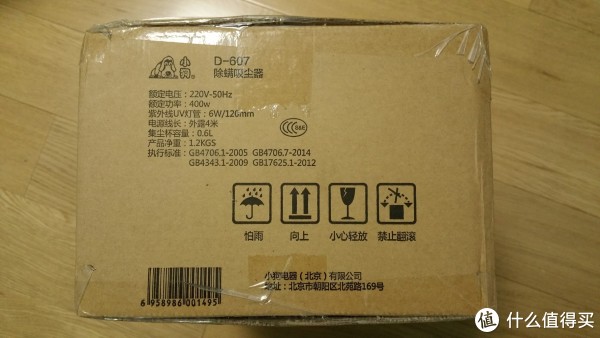 小狗
D-607
除螨吸尘器
额定电压：220V-50Hz
额定功率：400w
紫外线UV灯管：6W/120mm
电源线长：外露4米
集尘杯容量：0.6L
产品净重：1.2KGS
执行标准：GB4706.1-2005 GB4706.7-2014
GB4343.1-2009 GB17625.1-2012
CCC S&E
怕雨 向上 小心轻放 禁止翻滚
小狗电器（北京）有限公司
地址：北京市朝阳区北苑路169号
6 958986 001495
值 什么值得买